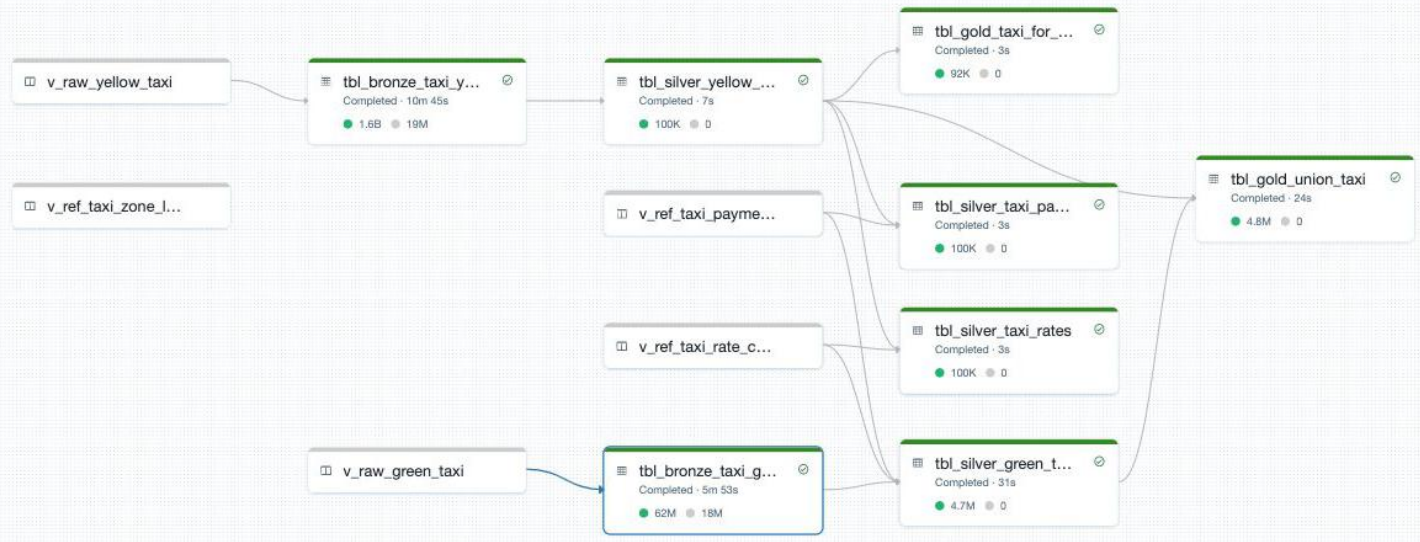 v_raw_yellow_taxi
v_ref_taxi_zone_l...
v_raw_green_taxi
tbl_bronze_taxi_y...
Completed · 10m 45s
1.6B 19M
tbl_silver_yellow_...
Completed · 7s
100K 0
v_ref_taxi_payme...
v_ref_taxi_rate_c...
tbl_bronze_taxi_g...
Completed · 5m 53s
62M 18M
tbl_gold_taxi_for_...
Completed · 3s
92K 0
tbl_silver_taxi_pa...
Completed · 3s
100K 0
tbl_silver_taxi_rates
Completed · 3s
100K 0
tbl_silver_green_t...
Completed · 31s
4.7M 0
tbl_gold_union_taxi
Completed · 24s
4.8M 0